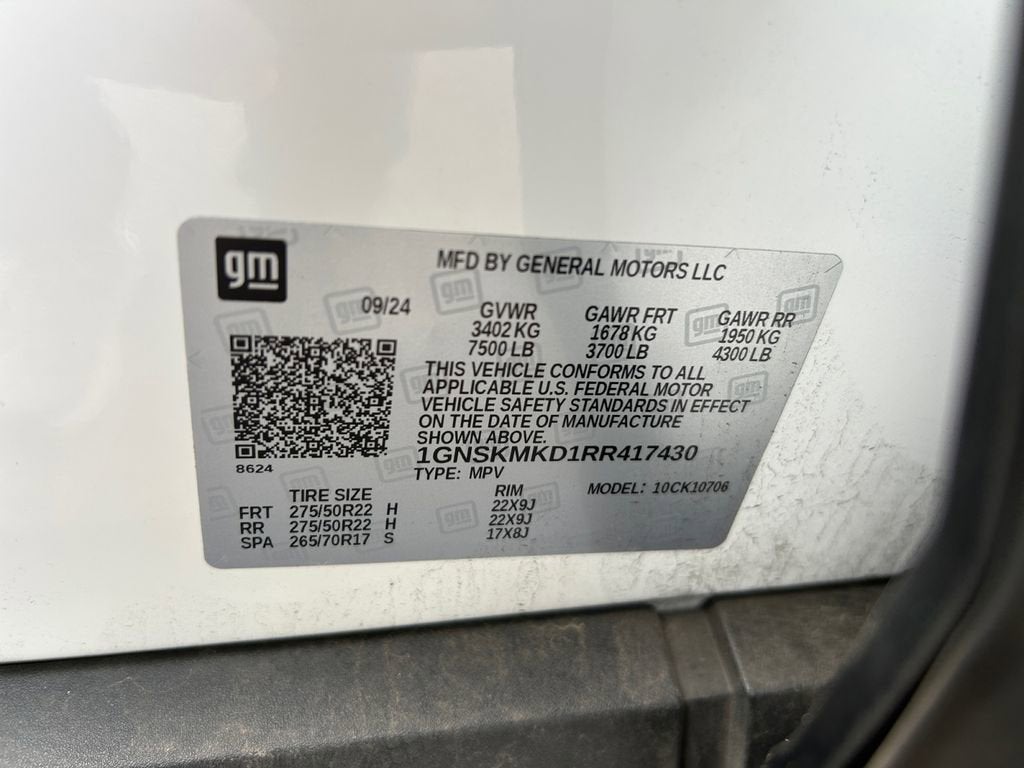 gm
MFD BY GENERAL MOTORS LLC
09/24 GVWR GAWR FRT GAWR RR
3402 KG 1678 KG 1950 KG
7500 LB 3700 LB 4300 LB
THIS VEHICLE CONFORMS TO ALL
APPLICABLE U.S. FEDERAL MOTOR
VEHICLE SAFETY STANDARDS IN EFFECT
ON THE DATE OF MANUFACTURE
SHOWN ABOVE.
1GNSKMKD1RR417430
8624
TYPE: MPV MODEL: 10CK10706
TIRE SIZE RIM
FRT 275/50R22 H 22X9J
RR 275/50R22 H 22X9J
SPA 265/70R17 S 17X8J